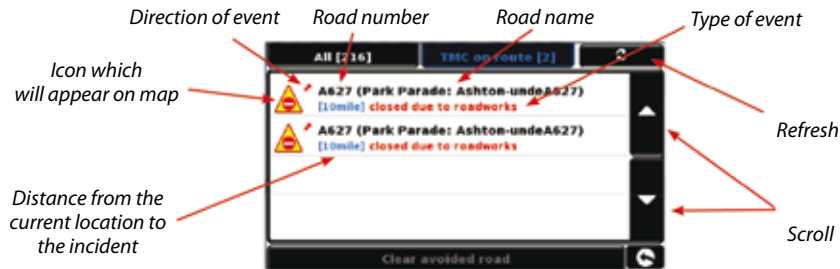 Direction of event Road number Road name Type of event
All [216] TMC on route [2]
Icon which
will appear on map
A627 (Park Parade: Ashton-undeA627)
[10mile] closed due to roadworks
A627 (Park Parade: Ashton-undeA627)
[10mile] closed due to roadworks
Refresh
Distance from the
current location to
the incident
Scroll
Clear avoided road